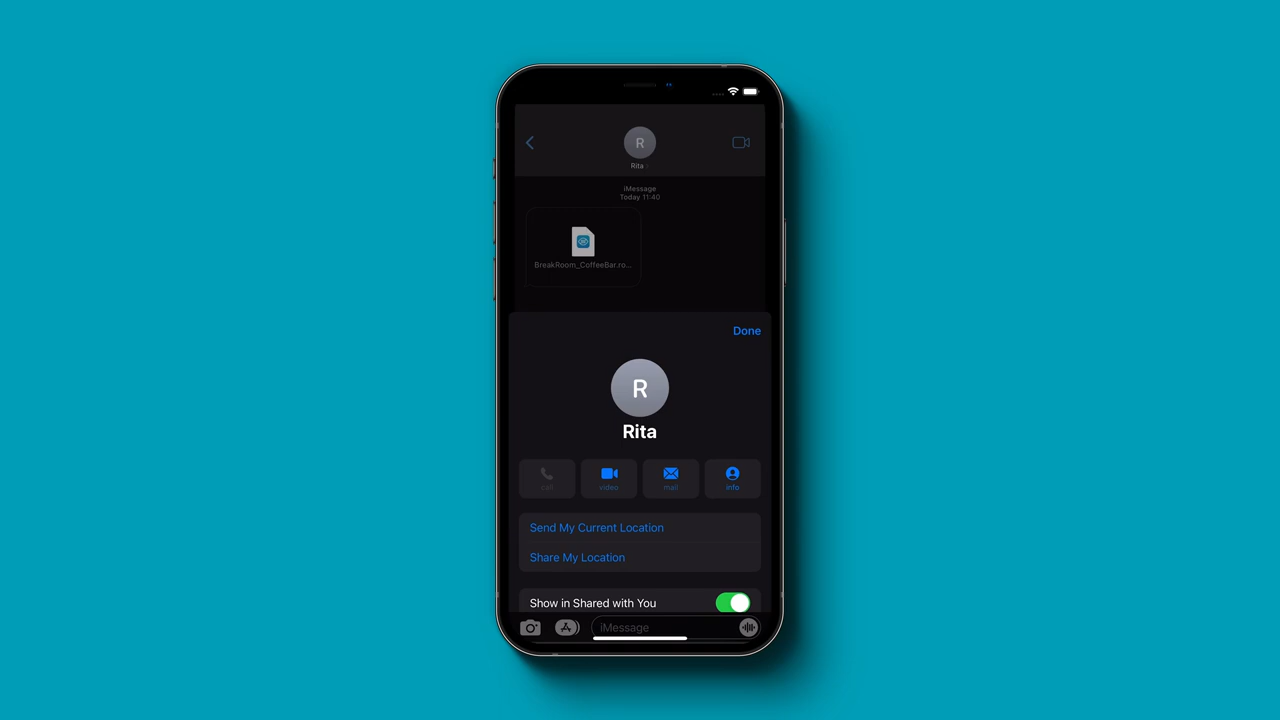 R
Rita
iMessage
Today 11:40
BreakRoom_CoffeeBar.ro...
Done
R
Rita
call video mail info
Send My Current Location
Share My Location
Show in Shared with You
iMessage